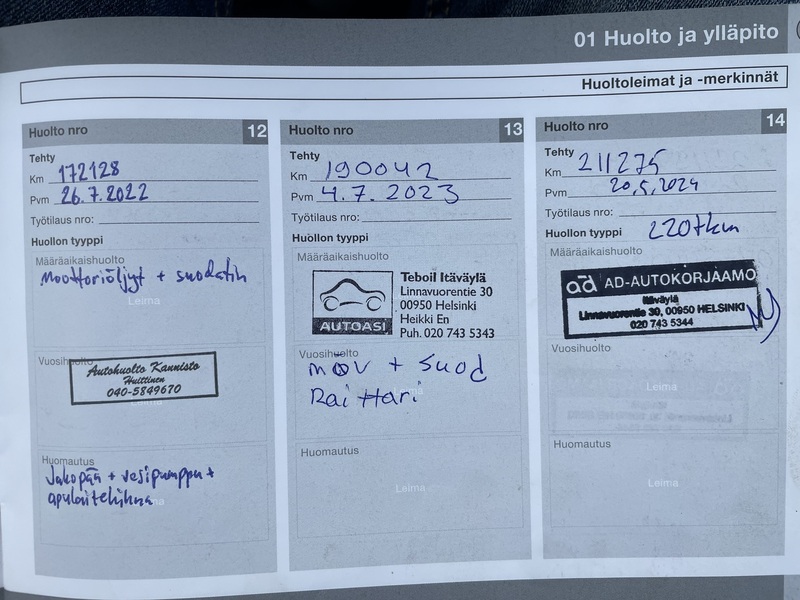 01 Huolto ja ylläpito
Huoltoleimat ja -merkinnät
Huolto nro 12
Tehty
Km 172128
Pvm 26.7.2022
Työtilaus nro:
Huollon tyyppi
Määräaikaishuolto
Moottoriöljyt + suodatin
Leima
Vuosihuolto
Autohuolto Kannisto
Huittinen
040-5849670
Huomautus
Jakopää + vesipumppu +
apulaitehihna
Huolto nro 13
Tehty
Km 190042
Pvm 4.7.2023
Työtilaus nro:
Huollon tyyppi
Määräaikaishuolto
AUTOASI
Teboil Itäväylä
Linnavuorentie 30
00950 Helsinki
Heikki En
Puh. 020 743 5343
Vuosihuolto
möv + suod
Leima
Raittari
Huomautus
Leima
Huolto nro 14
Tehty
Km 211275
Pvm 20.5.2024
Työtilaus nro:
Huollon tyyppi 220tkm
Määräaikaishuolto
ad AD-AUTOKORJAAMO
Itäväylä
Linnavuorentie 30, 00950 HELSINKI
020 743 5344
Vuosihuolto
Leima
Huomautus
Leima